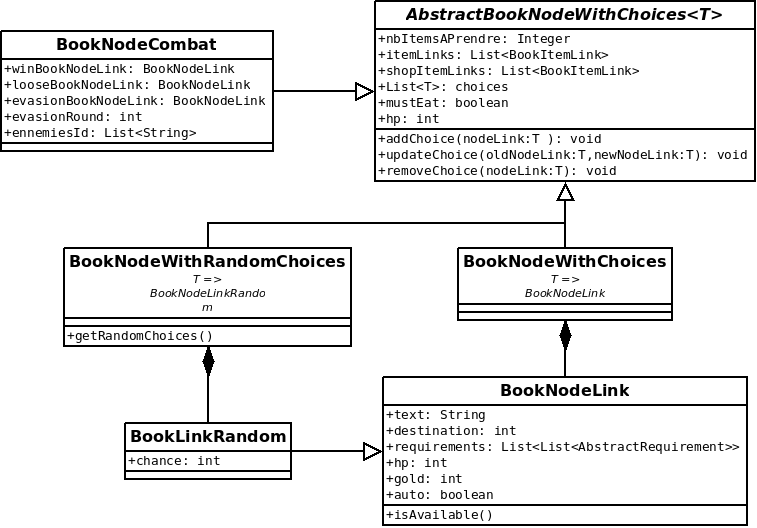 AbstractBookNodeWithChoices<T>
+nbItemsAPrendre: Integer
+itemLinks: List<BookItemLink>
+shopItemLinks: List<BookItemLink>
+List<T>: choices
+mustEat: boolean
+hp: int
+addChoice(nodeLink:T ): void
+updateChoice(oldNodeLink:T,newNodeLink:T): void
+removeChoice(nodeLink:T): void
BookNodeCombat
+winBookNodeLink: BookNodeLink
+looseBookNodeLink: BookNodeLink
+evasionBookNodeLink: BookNodeLink
+evasionRound: int
+ennemiesId: List<String>
BookNodeWithRandomChoices
T =>
BookNodeLinkRando
m
+getRandomChoices()
BookNodeWithChoices
T =>
BookNodeLink
BookLinkRandom
+chance: int
BookNodeLink
+text: String
+destination: int
+requirements: List<List<AbstractRequirement>>
+hp: int
+gold: int
+auto: boolean
+isAvailable()